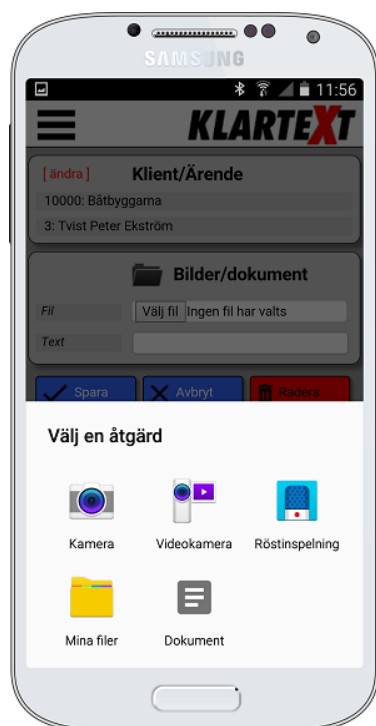 SAMSUNG
11:56
KLARTEXT
[ändra] Klient/Ärende
10000: Båtbyggarna
3: Tvist Peter Ekström
Bilder/dokument
Fil Välj fil Ingen fil har valts
Text
Spara Avbryt Radera
Välj en åtgärd
Kamera Videokamera Röstinspelning
Mina filer Dokument